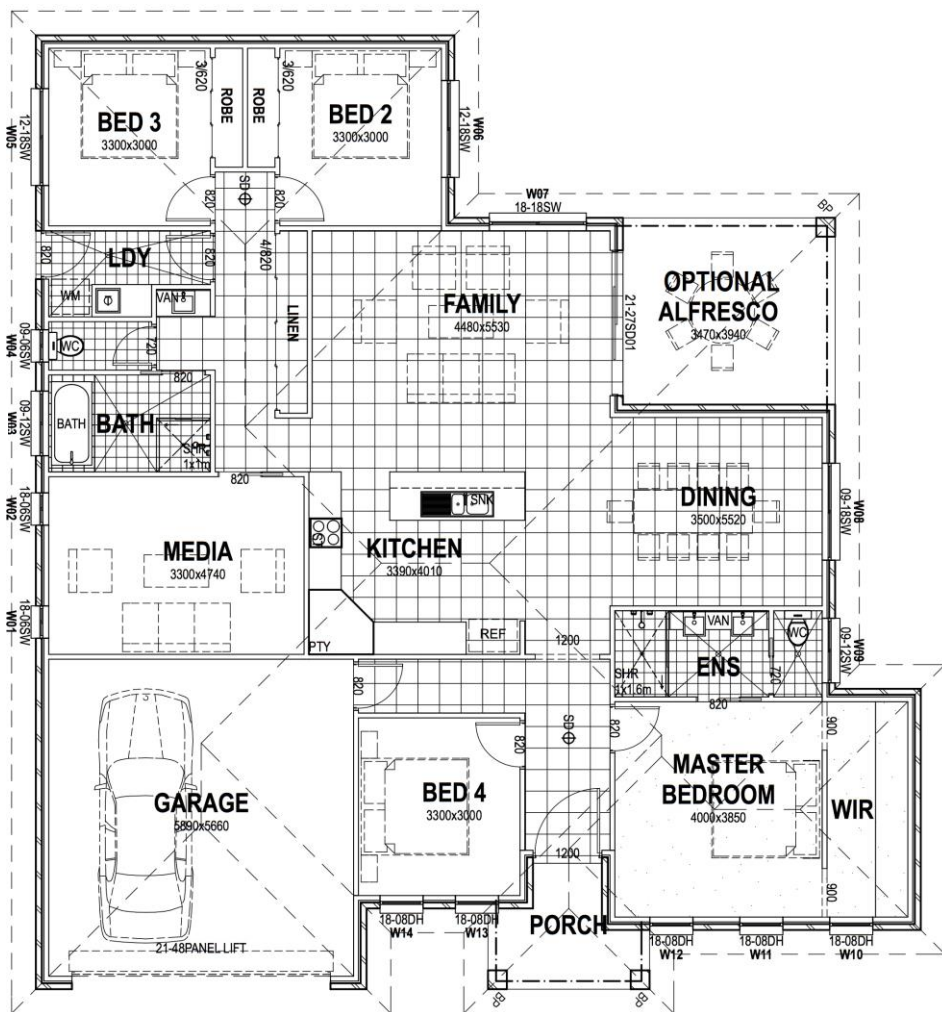 BED 3
3300x3000
3/620
ROBE
ROBE
3/620
BED 2
3300x3000
W05
12-18SW
W06
12-18SW
820
SD
820
W07
18-18SW
BP
LDY
820
820
4/820
WM
VAN
LINEN
FAMILY
4480x5530
21-27SD01
OPTIONAL
ALFRESCO
3470x3940
W04
09-06SW
WC
720
820
W03
09-12SW
BATH
BATH
SHR
1x1m
820
W02
18-06SW
MEDIA
3300x4740
W01
18-06SW
ST
TSNK
KITCHEN
3390x4010
DINING
3500x5520
W08
09-18SW
PTY
REF
1200
SHR
1x1.6m
VAN
ENS
WC
720
W09
09-12SW
820
820
820
SD
820
900
GARAGE
5890x5660
BED 4
3300x3000
MASTER
BEDROOM
4000x3850
WIR
1200
900
21-48PANEL LIFT
18-08DH
W14
18-08DH
W13
PORCH
18-08DH
W12
18-08DH
W11
18-08DH
W10
BP
BP